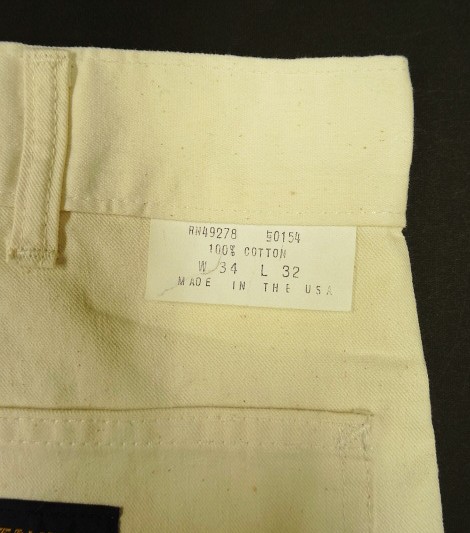 RN49278 50154
100% COTTON
W 34 L 32
MADE IN THE USA